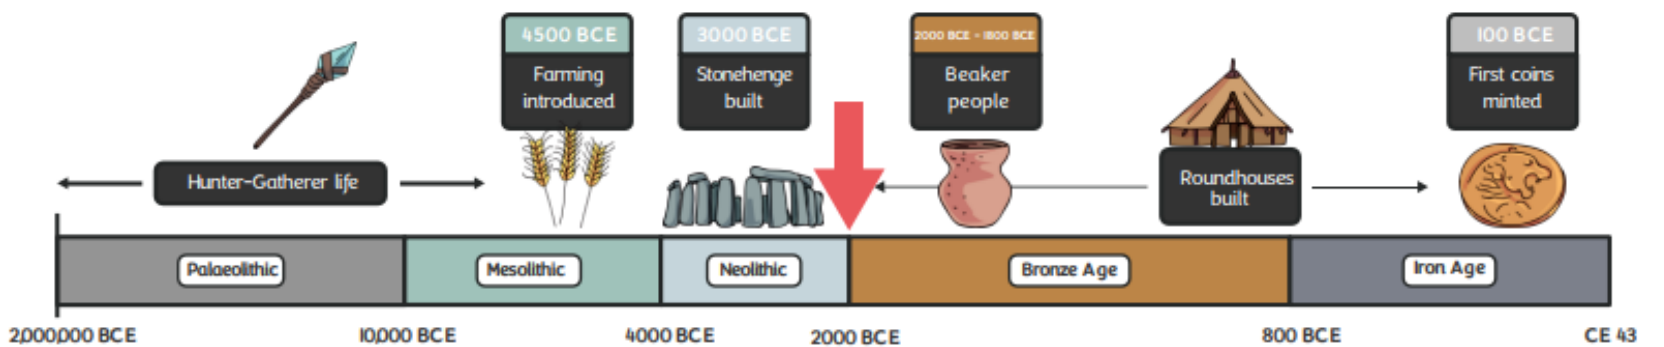 4500 BCE
Farming
introduced
3000 BCE
Stonehenge
built
2000 BCE - 1800 BCE
Beaker
people
100 BCE
First coins
minted
Hunter-Gatherer life
Roundhouses
built
Palaeolithic
Mesolithic
Neolithic
Bronze Age
Iron Age
2,000,000 BCE
10,000 BCE
4000 BCE
2000 BCE
800 BCE
CE 43